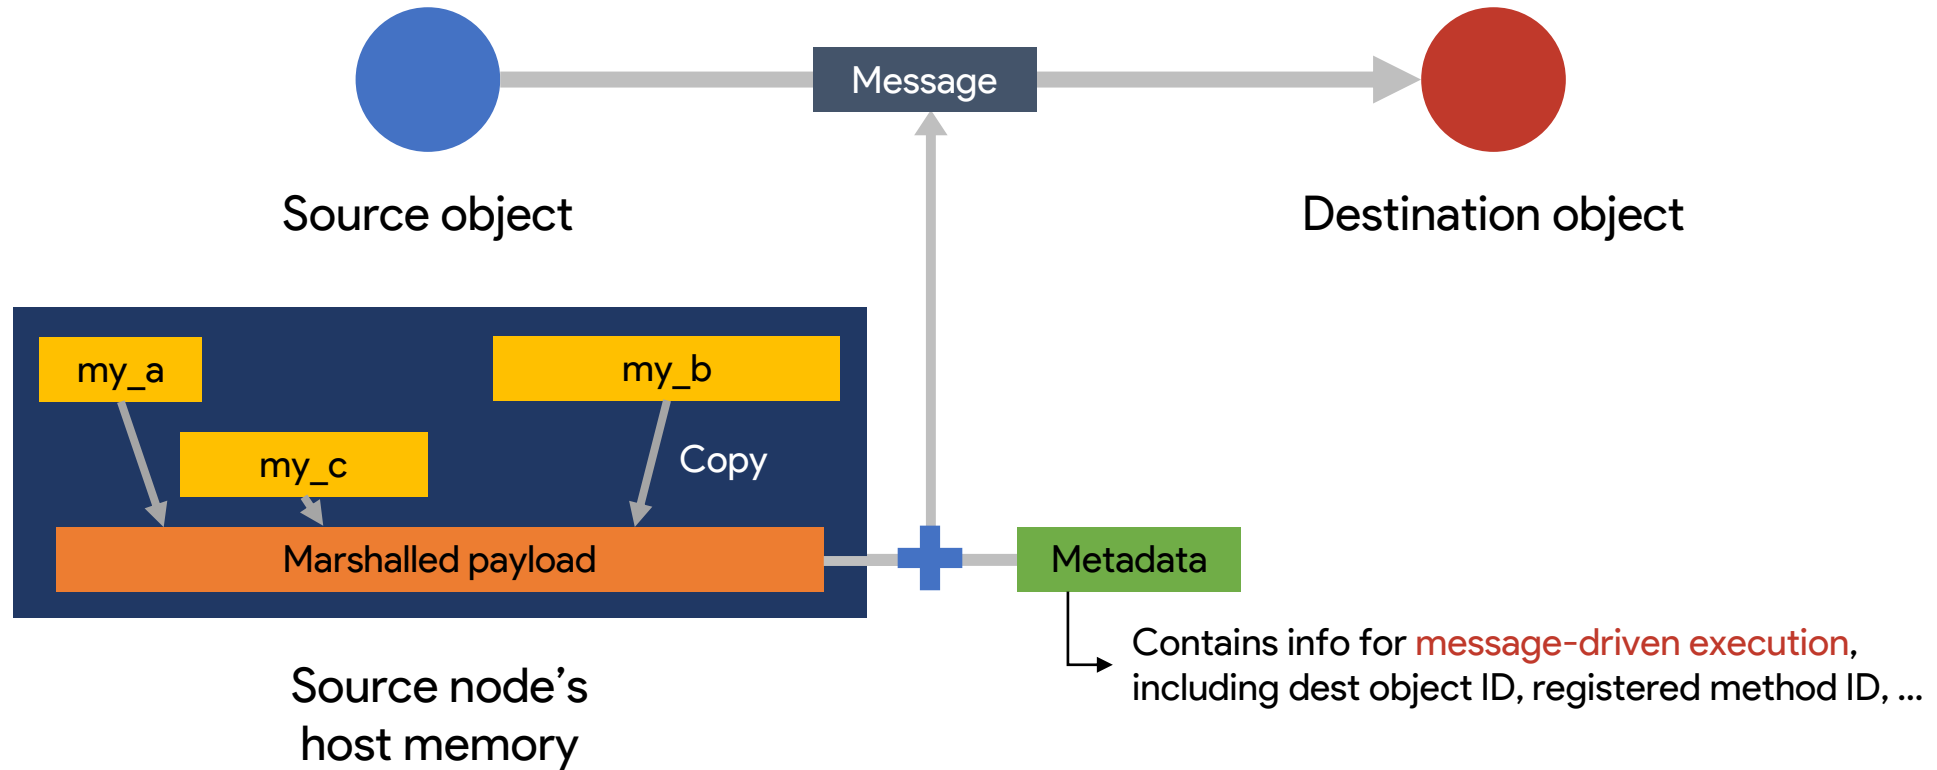 Message
Source object
Destination object
my_a
my_b
my_c
Copy
Marshalled payload
Metadata
Contains info for message-driven execution,
including dest object ID, registered method ID, ...
Source node’s
host memory